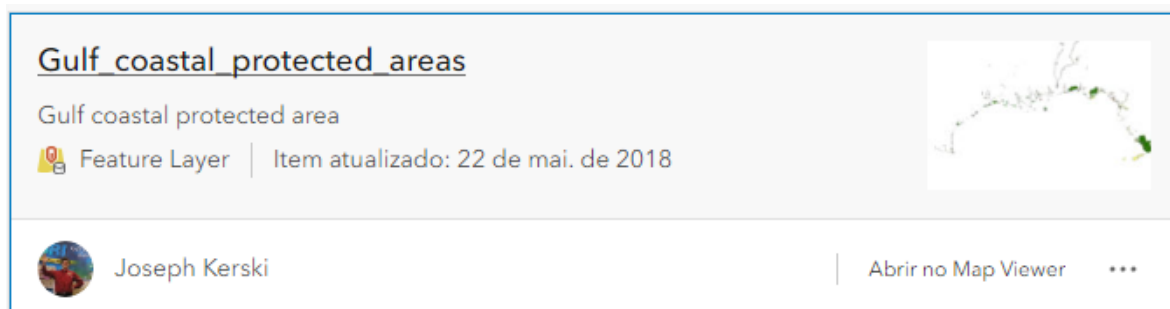 Gulf_coastal_protected_areas
Gulf coastal protected area
Feature Layer Item atualizado: 22 de mai. de 2018
Joseph Kerski Abrir no Map Viewer